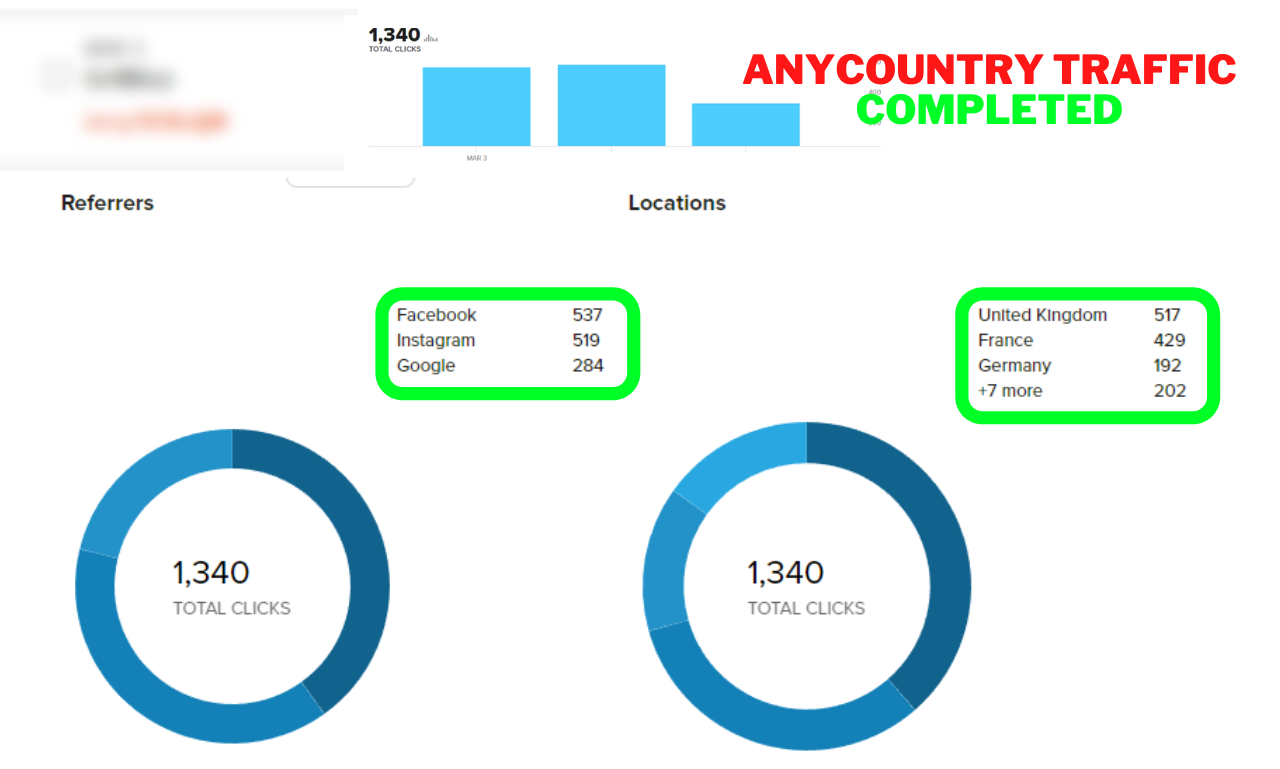 1,340
TOTAL CLICKS
ANYCOUNTRY TRAFFIC
COMPLETED
400
MAR 3
Referrers
Locations
Facebook 537
Instagram 519
Google 284
United Kingdom 517
France 429
Germany 192
+7 more 202
1,340
TOTAL CLICKS
1,340
TOTAL CLICKS